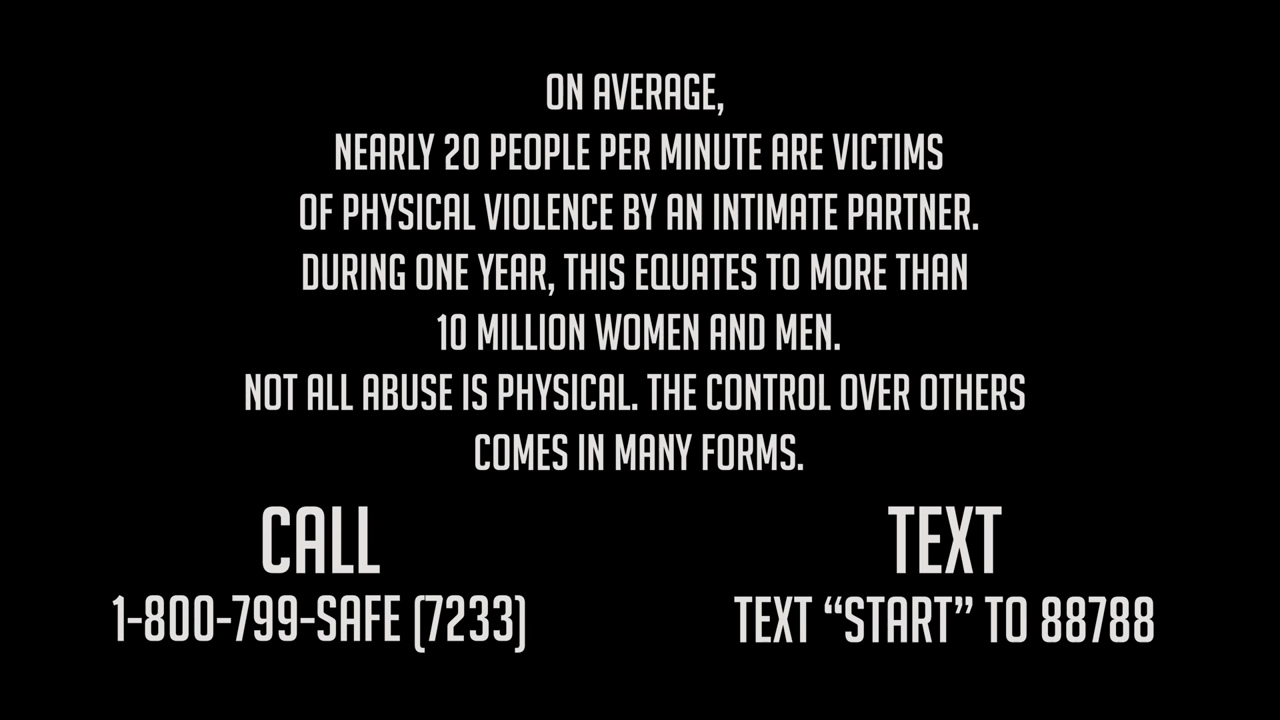 ON AVERAGE,
NEARLY 20 PEOPLE PER MINUTE ARE VICTIMS
OF PHYSICAL VIOLENCE BY AN INTIMATE PARTNER.
DURING ONE YEAR, THIS EQUATES TO MORE THAN
10 MILLION WOMEN AND MEN.
NOT ALL ABUSE IS PHYSICAL. THE CONTROL OVER OTHERS
COMES IN MANY FORMS.
CALL
1-800-799-SAFE (7233)
TEXT
TEXT “START” TO 88788